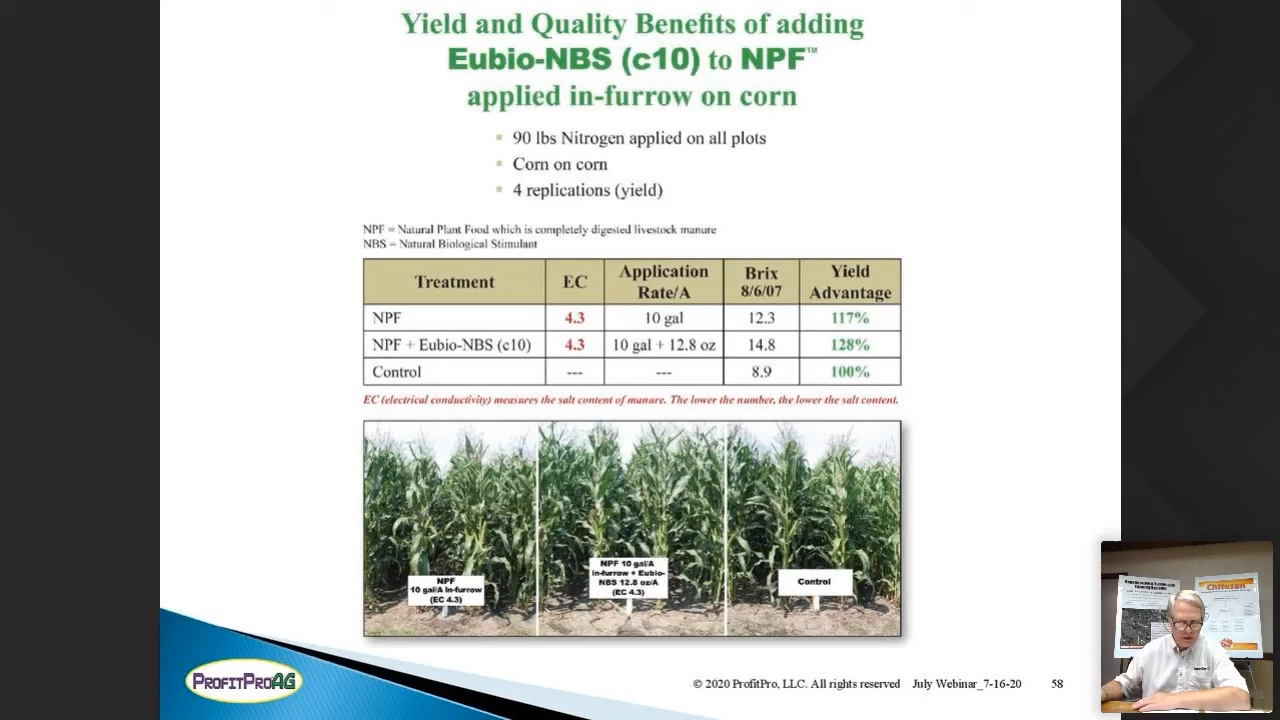 Yield and Quality Benefits of adding
Eubio-NBS (c10) to NPF™
applied in-furrow on corn
90 lbs Nitrogen applied on all plots
Corn on corn
4 replications (yield)
NPF = Natural Plant Food which is completely digested livestock manure
NBS = Natural Biological Stimulant
Treatment EC Application Rate/A Brix 8/6/07 Yield Advantage
NPF 4.3 10 gal 12.3 117%
NPF + Eubio-NBS (c10) 4.3 10 gal + 12.8 oz 14.8 128%
Control --- --- 8.9 100%
EC (electrical conductivity) measures the salt content of manure. The lower the number, the lower the salt content.
NPF
10 gal/A In-furrow
(EC 4.3)
NPF 10 gal/A
in-furrow + Eubio-
NBS 12.8 oz/A
(EC 4.3)
Control
Chitosan
PROFITPROAG
© 2020 ProfitPro, LLC. All rights reserved July Webinar_7-16-20 58